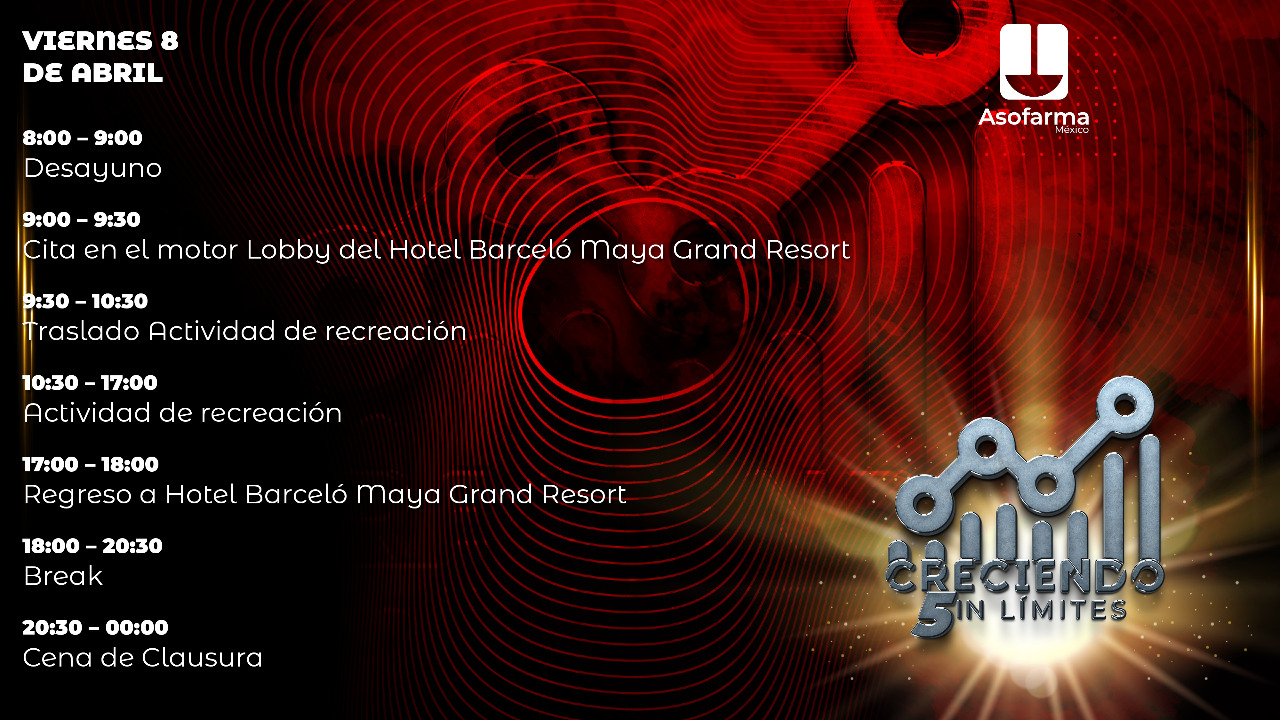 VIERNES 8
DE ABRIL
8:00 – 9:00
Desayuno
9:00 – 9:30
Cita en el motor Lobby del Hotel Barceló Maya Grand Resort
9:30 – 10:30
Traslado Actividad de recreación
10:30 – 17:00
Actividad de recreación
17:00 – 18:00
Regreso a Hotel Barceló Maya Grand Resort
18:00 – 20:30
Break
20:30 – 00:00
Cena de Clausura
Asofarma
México
CRECIENDO
5IN LÍMITES